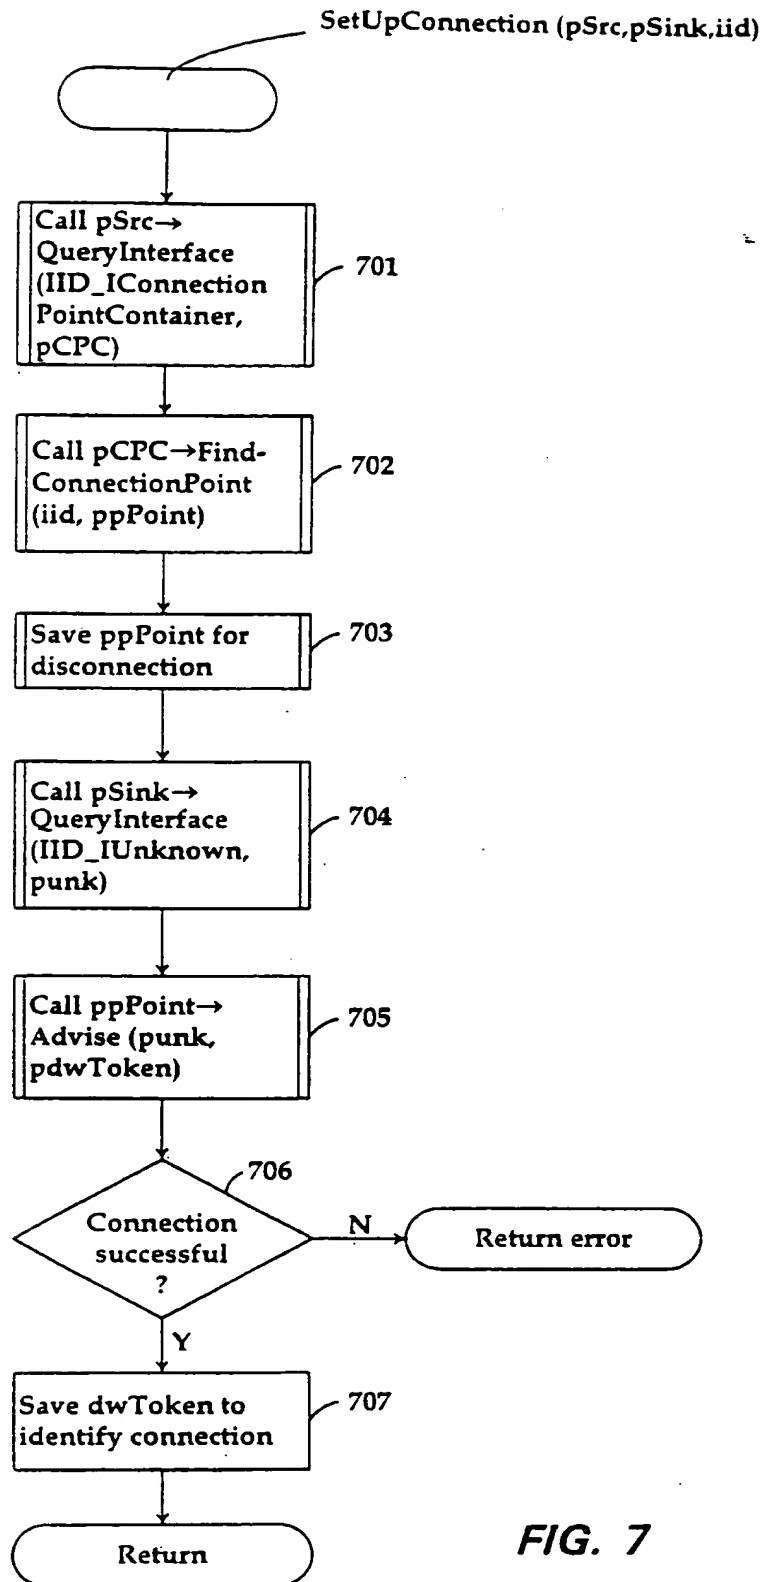 SetUpConnection (pSrc,pSink,iid)
Call pSrc→
QueryInterface
(IID_IConnection
PointContainer,
pCPC)
701
Call pCPC→Find-
ConnectionPoint
(iid, ppPoint)
702
Save ppPoint for
disconnection
703
Call pSink→
QueryInterface
(IID_IUnknown,
punk)
704
Call ppPoint→
Advise (punk,
pdwToken)
705
706
Connection
successful
?
N
Return error
Y
Save dwToken to
identify connection
707
Return
FIG. 7